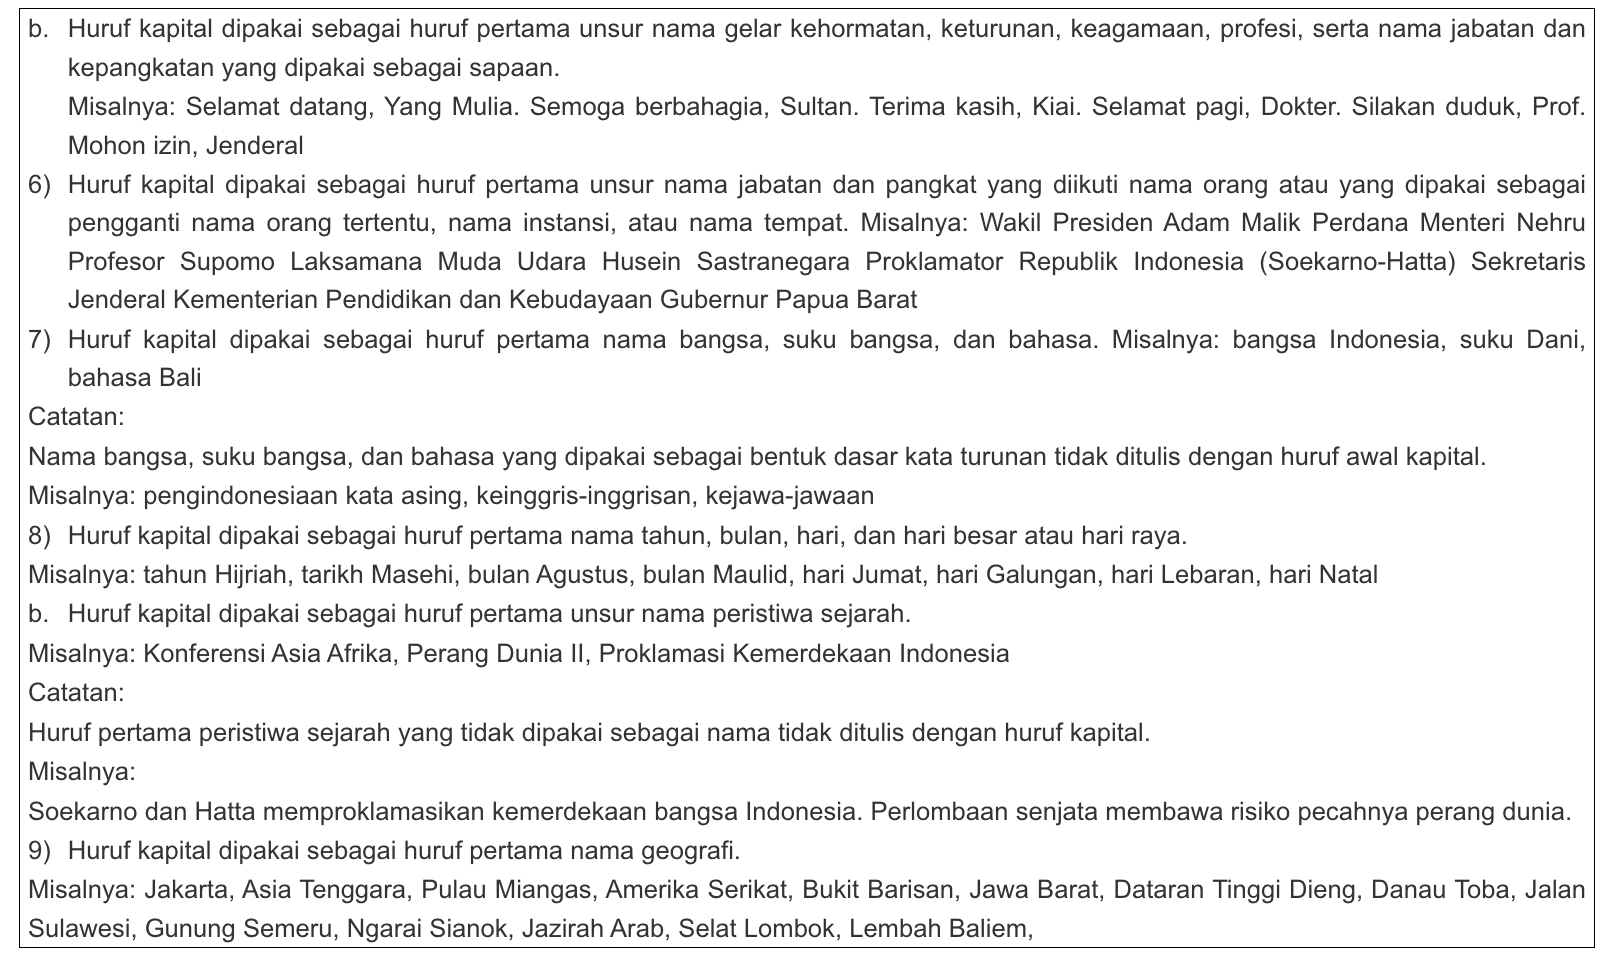 b. Huruf kapital dipakai sebagai huruf pertama unsur nama gelar kehormatan, keturunan, keagamaan, profesi, serta nama jabatan dan
kepangkatan yang dipakai sebagai sapaan.
Misalnya: Selamat datang, Yang Mulia. Semoga berbahagia, Sultan. Terima kasih, Kiai. Selamat pagi, Dokter. Silakan duduk, Prof.
Mohon izin, Jenderal
6) Huruf kapital dipakai sebagai huruf pertama unsur nama jabatan dan pangkat yang diikuti nama orang atau yang dipakai sebagai
pengganti nama orang tertentu, nama instansi, atau nama tempat. Misalnya: Wakil Presiden Adam Malik Perdana Menteri Nehru
Profesor Supomo Laksamana Muda Udara Husein Sastranegara Proklamator Republik Indonesia (Soekarno-Hatta) Sekretaris
Jenderal Kementerian Pendidikan dan Kebudayaan Gubernur Papua Barat
7) Huruf kapital dipakai sebagai huruf pertama nama bangsa, suku bangsa, dan bahasa. Misalnya: bangsa Indonesia, suku Dani,
bahasa Bali
Catatan:
Nama bangsa, suku bangsa, dan bahasa yang dipakai sebagai bentuk dasar kata turunan tidak ditulis dengan huruf awal kapital.
Misalnya: pengindonesiaan kata asing, keinggris-inggrisan, kejawa-jawaan
8) Huruf kapital dipakai sebagai huruf pertama nama tahun, bulan, hari, dan hari besar atau hari raya.
Misalnya: tahun Hijriah, tarikh Masehi, bulan Agustus, bulan Maulid, hari Jumat, hari Galungan, hari Lebaran, hari Natal
b. Huruf kapital dipakai sebagai huruf pertama unsur nama peristiwa sejarah.
Misalnya: Konferensi Asia Afrika, Perang Dunia II, Proklamasi Kemerdekaan Indonesia
Catatan:
Huruf pertama peristiwa sejarah yang tidak dipakai sebagai nama tidak ditulis dengan huruf kapital.
Misalnya:
Soekarno dan Hatta memproklamasikan kemerdekaan bangsa Indonesia. Perlombaan senjata membawa risiko pecahnya perang dunia.
9) Huruf kapital dipakai sebagai huruf pertama nama geografi.
Misalnya: Jakarta, Asia Tenggara, Pulau Miangas, Amerika Serikat, Bukit Barisan, Jawa Barat, Dataran Tinggi Dieng, Danau Toba, Jalan
Sulawesi, Gunung Semeru, Ngarai Sianok, Jazirah Arab, Selat Lombok, Lembah Baliem,